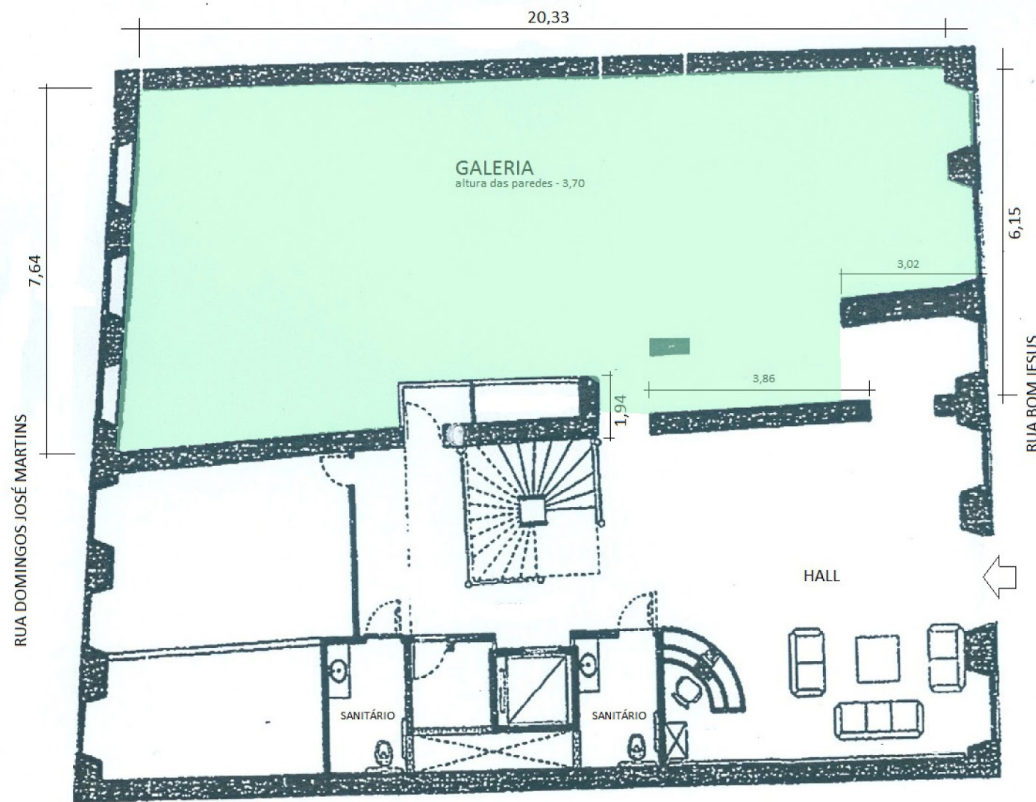 20,33
GALERIA
altura das paredes - 3,70
7,64
6,15
3,02
3,86
1,94
RUA DOMINGOS JOSÉ MARTINS
RUA BOM JESUS
HALL
SANITÁRIO
SANITÁRIO